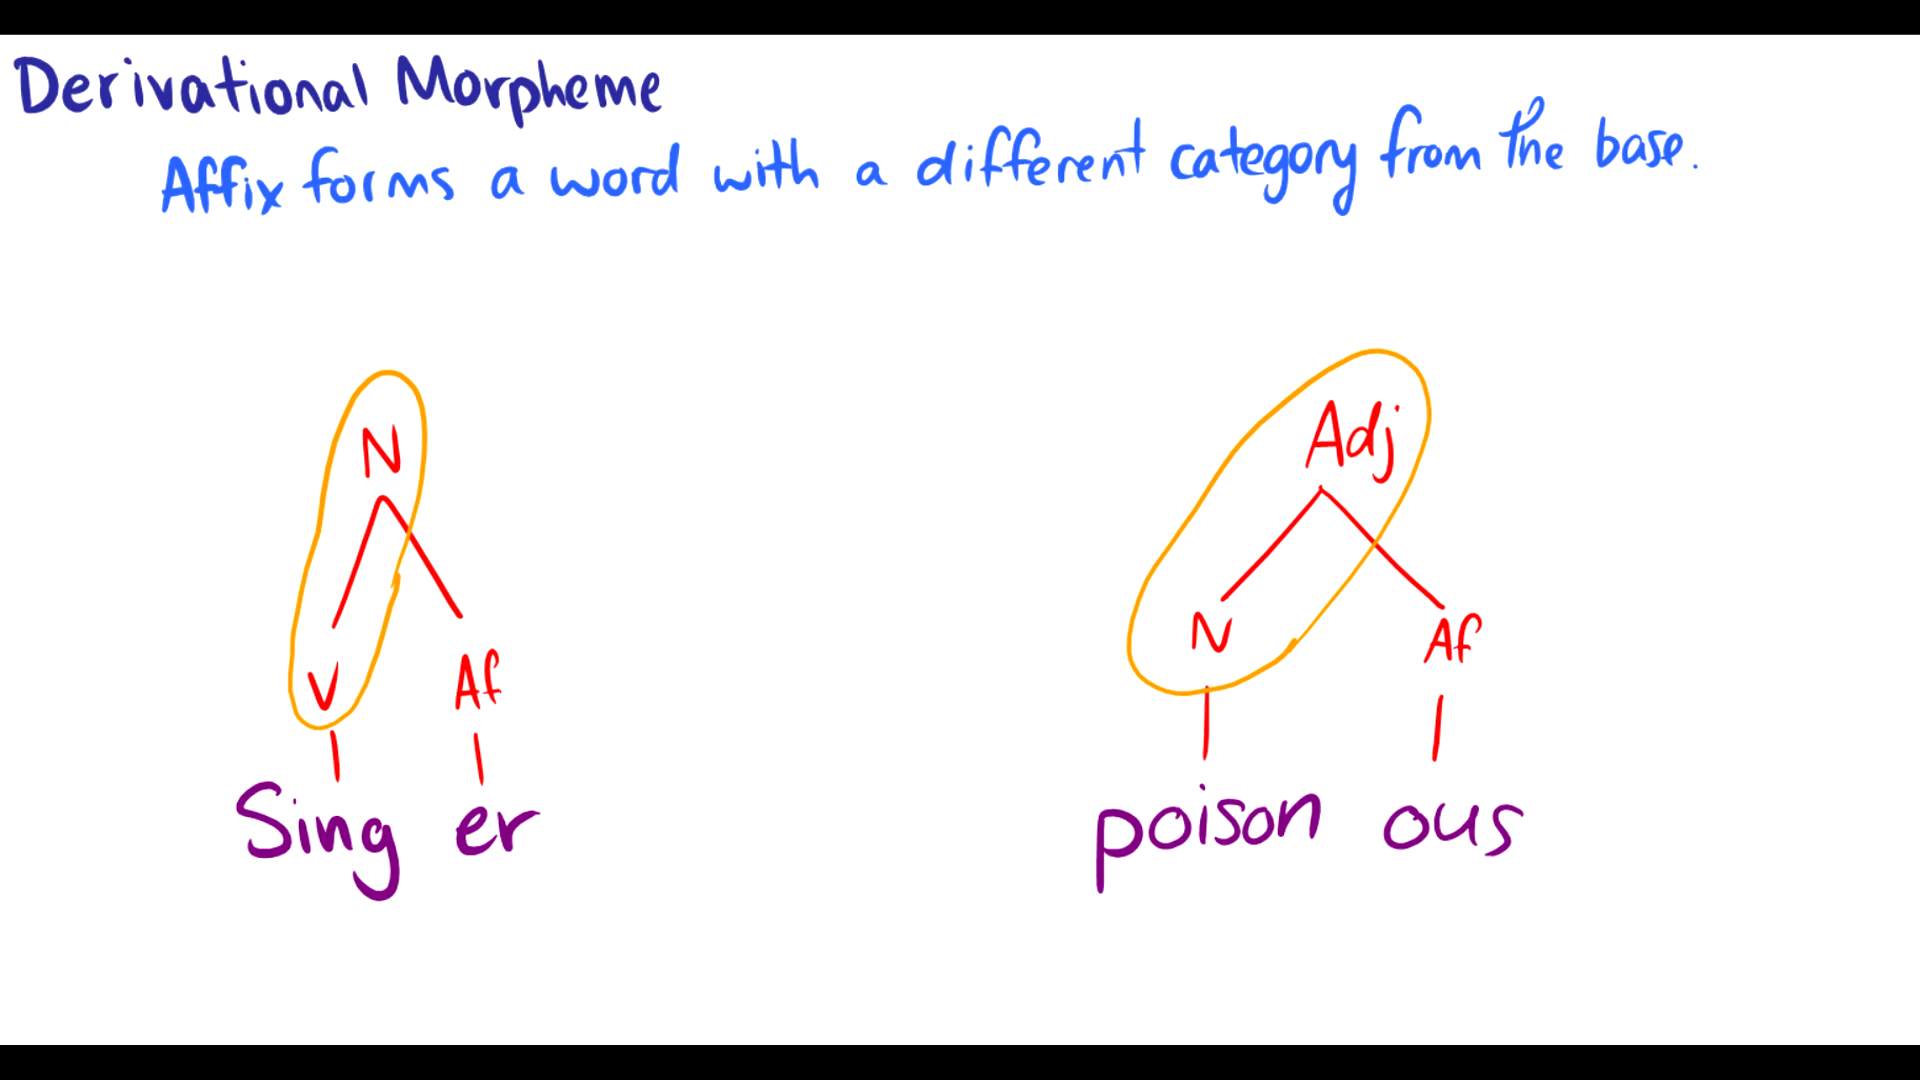 Derivational Morpheme
Affix forms a word with a different category from the base.
N
V Af
Sing er
Adj
N Af
poison ous